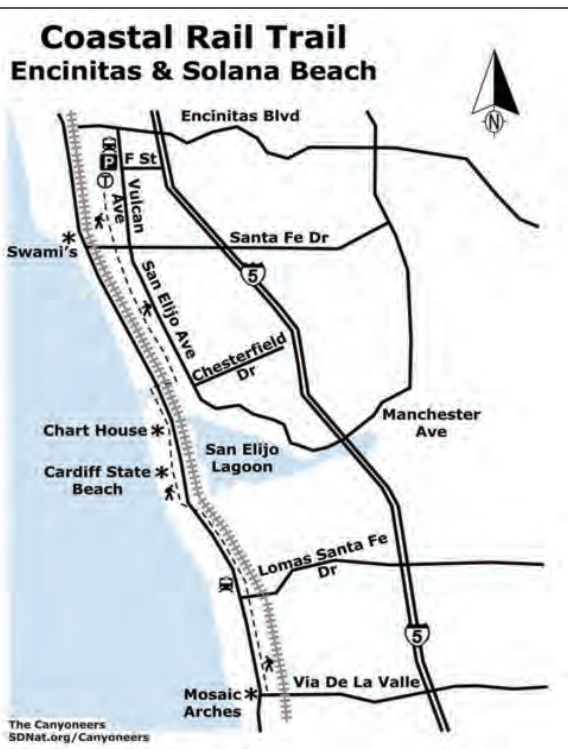 Coastal Rail Trail
Encinitas & Solana Beach
N
Encinitas Blvd
P
F St
T
Vulcan
Ave
Swami's
Santa Fe Dr
5
San Elijo Ave
Chesterfield
Dr
Manchester
Ave
Chart House
San Elijo
Lagoon
Cardiff State
Beach
Lomas Santa Fe
Dr
5
Mosaic
Arches
Via De La Valle
The Canyoneers
SDNat.org/Canyoneers